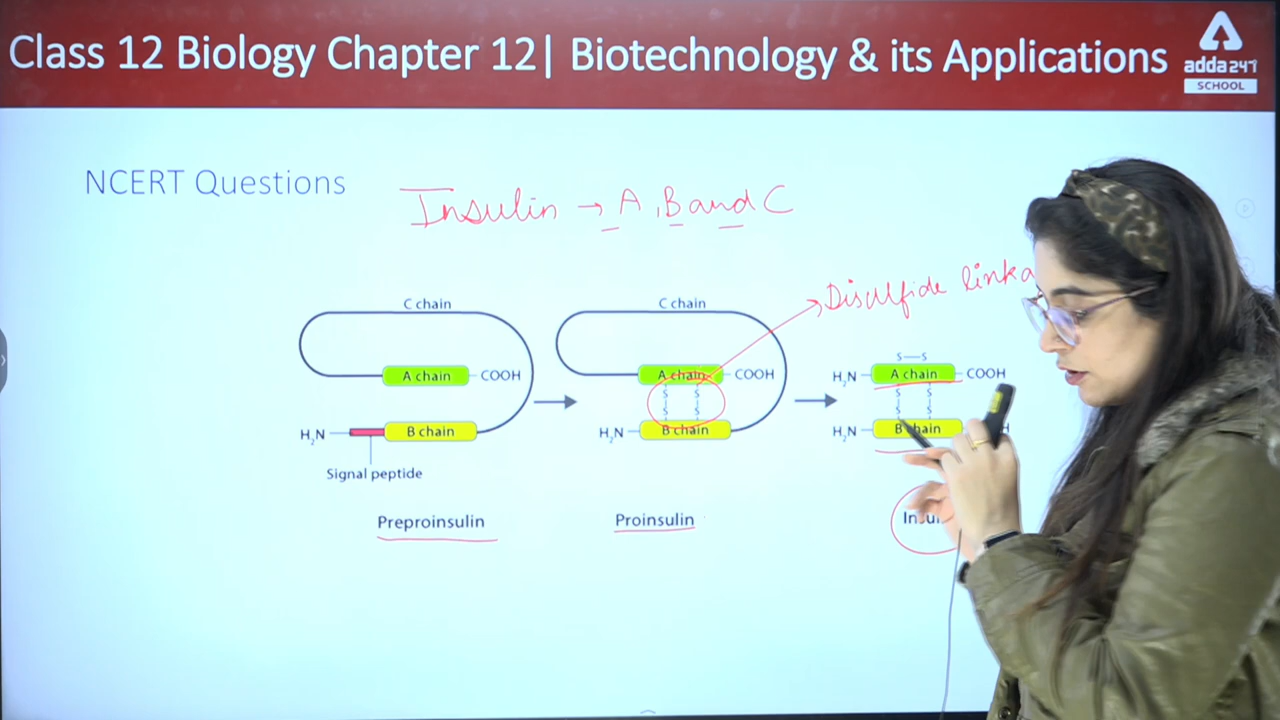 Class 12 Biology Chapter 12| Biotechnology & its Applications
adda247
SCHOOL
NCERT Questions
Insulin → A, B and C
Disulfide
C chain
A chain
COOH
H₂N
B chain
Signal peptide
Preproinsulin
C chain
A chain
COOH
S S
S S
H₂N
B chain
Proinsulin
S—S
H₂N
A chain
COOH
S S
S S
H₂N
B chain